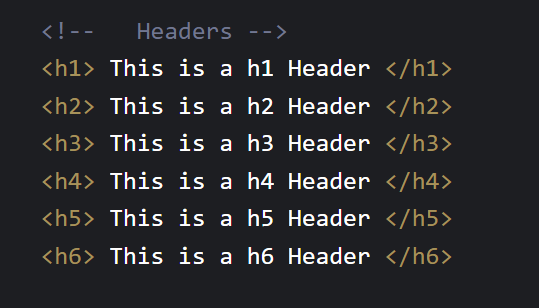 <!--   Headers -->
<h1> This is a h1 Header </h1>
<h2> This is a h2 Header </h2>
<h3> This is a h3 Header </h3>
<h4> This is a h4 Header </h4>
<h5> This is a h5 Header </h5>
<h6> This is a h6 Header </h6>